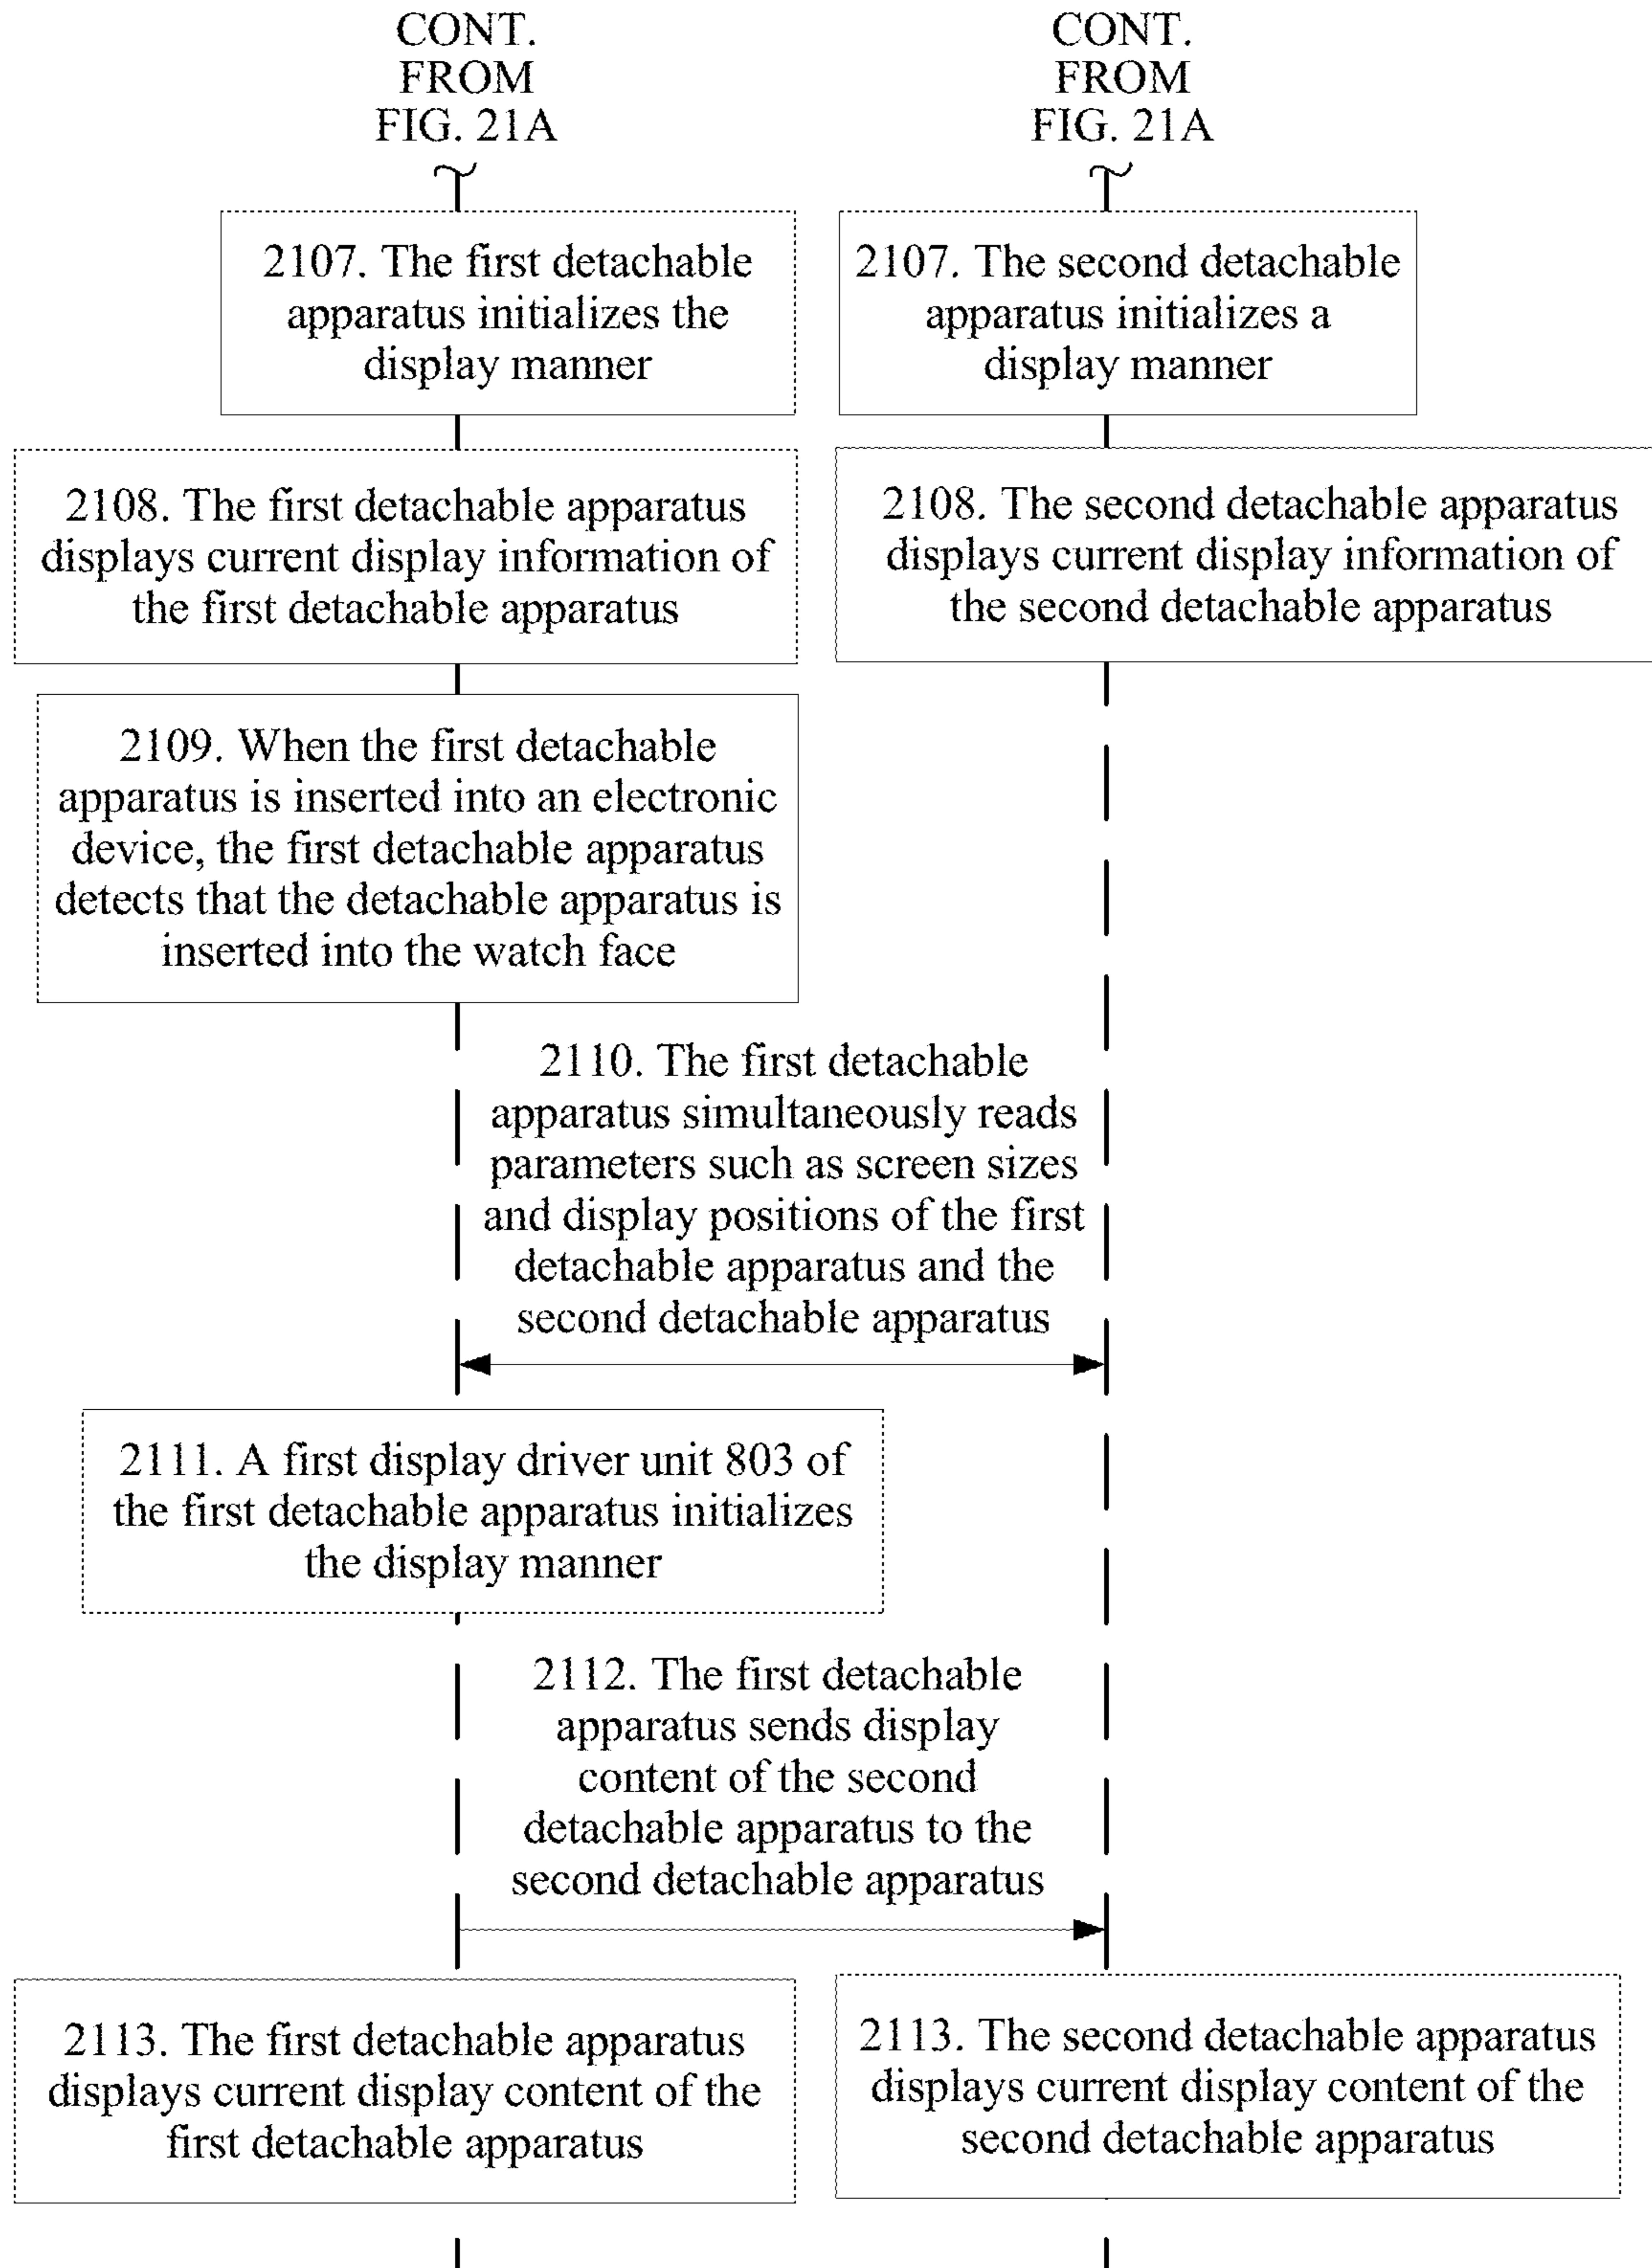 CONT.
FROM
FIG. 21A
CONT.
FROM
FIG. 21A
2107. The first detachable
apparatus initializes the
display manner
2107. The second detachable
apparatus initializes a
display manner
2108. The first detachable apparatus
displays current display information of
the first detachable apparatus
2108. The second detachable apparatus
displays current display information of
the second detachable apparatus
2109. When the first detachable
apparatus is inserted into an electronic
device, the first detachable apparatus
detects that the detachable apparatus is
inserted into the watch face
2110. The first detachable
apparatus simultaneously reads
parameters such as screen sizes
and display positions of the first
detachable apparatus and the
second detachable apparatus
2111. A first display driver unit 803 of
the first detachable apparatus initializes
the display manner
2112. The first detachable
apparatus sends display
content of the second
detachable apparatus to the
second detachable apparatus
2113. The first detachable apparatus
displays current display content of the
first detachable apparatus
2113. The second detachable apparatus
displays current display content of the
second detachable apparatus